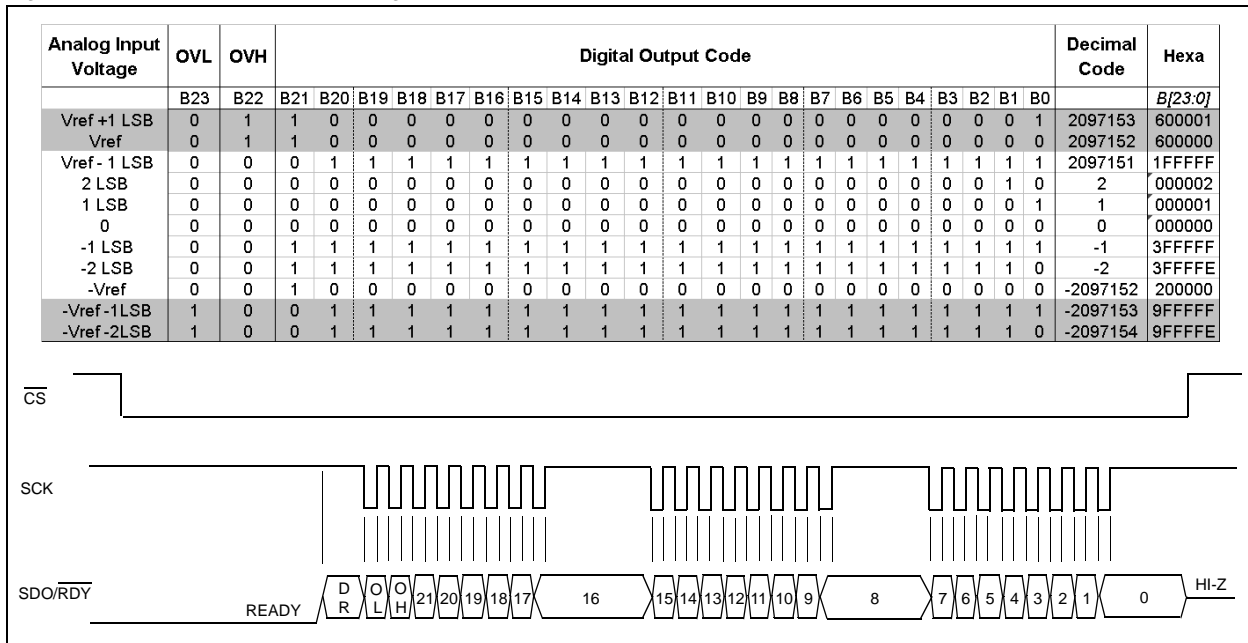 Analog Input Voltage OVL OVH Digital Output Code Decimal Code Hexa
B23 B22 B21 B20 B19 B18 B17 B16 B15 B14 B13 B12 B11 B10 B9 B8 B7 B6 B5 B4 B3 B2 B1 B0 B[23:0]
Vref +1 LSB 0 1 1 0 0 0 0 0 0 0 0 0 0 0 0 0 0 0 0 0 0 0 0 1 2097153 600001
Vref 0 1 1 0 0 0 0 0 0 0 0 0 0 0 0 0 0 0 0 0 0 0 0 0 2097152 600000
Vref - 1 LSB 0 0 0 1 1 1 1 1 1 1 1 1 1 1 1 1 1 1 1 1 1 1 1 1 2097151 1FFFFF
2 LSB 0 0 0 0 0 0 0 0 0 0 0 0 0 0 0 0 0 0 0 0 0 0 1 0 2 000002
1 LSB 0 0 0 0 0 0 0 0 0 0 0 0 0 0 0 0 0 0 0 0 0 0 0 1 1 000001
0 0 0 0 0 0 0 0 0 0 0 0 0 0 0 0 0 0 0 0 0 0 0 0 0 0 000000
-1 LSB 0 0 1 1 1 1 1 1 1 1 1 1 1 1 1 1 1 1 1 1 1 1 1 1 -1 3FFFFF
-2 LSB 0 0 1 1 1 1 1 1 1 1 1 1 1 1 1 1 1 1 1 1 1 1 1 0 -2 3FFFFE
-Vref 0 0 1 0 0 0 0 0 0 0 0 0 0 0 0 0 0 0 0 0 0 0 0 0 -2097152 200000
-Vref -1LSB 1 0 0 1 1 1 1 1 1 1 1 1 1 1 1 1 1 1 1 1 1 1 1 1 -2097153 9FFFFF
-Vref -2LSB 1 0 0 1 1 1 1 1 1 1 1 1 1 1 1 1 1 1 1 1 1 1 1 0 -2097154 9FFFFE
CS
SCK
SDO/RDY READY DR OL OH 21 20 19 18 17 16 15 14 13 12 11 10 9 8 7 6 5 4 3 2 1 0 HI-Z